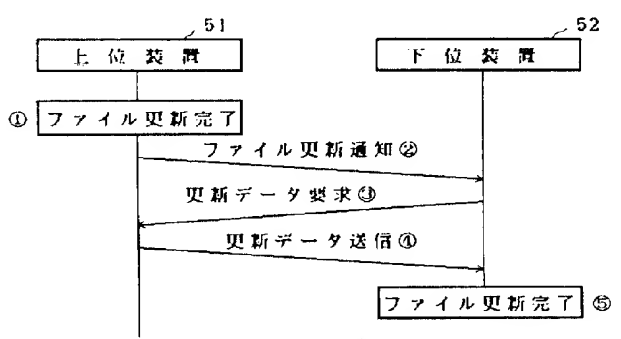 51
52
上位装置
下位装置
① ファイル更新完了
ファイル更新通知②
更新データ要求③
更新データ送信④
ファイル更新完了 ⑤